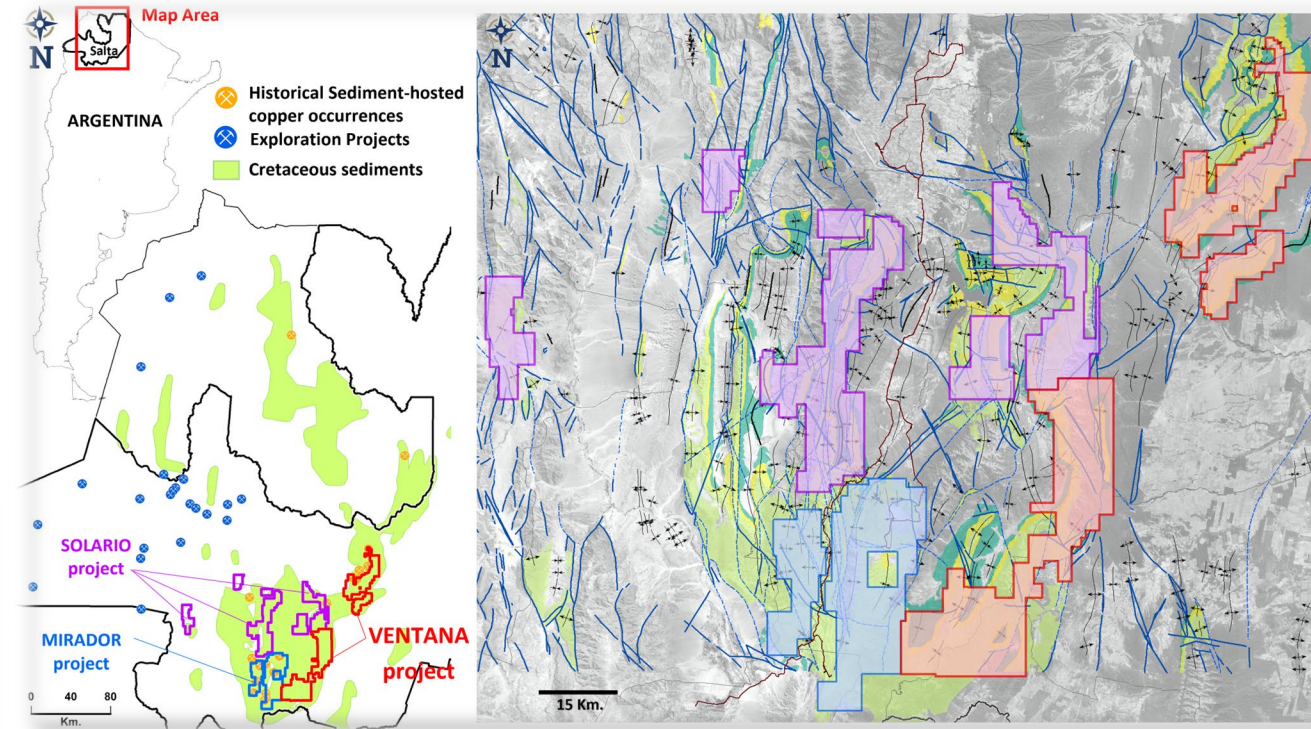 Map Area
N
Salta
ARGENTINA
Historical Sediment-hosted
copper occurrences
Exploration Projects
Cretaceous sediments
SOLARIO
project
MIRADOR
project
VENTANA
project
0 40 80
Km.
N
15 Km.